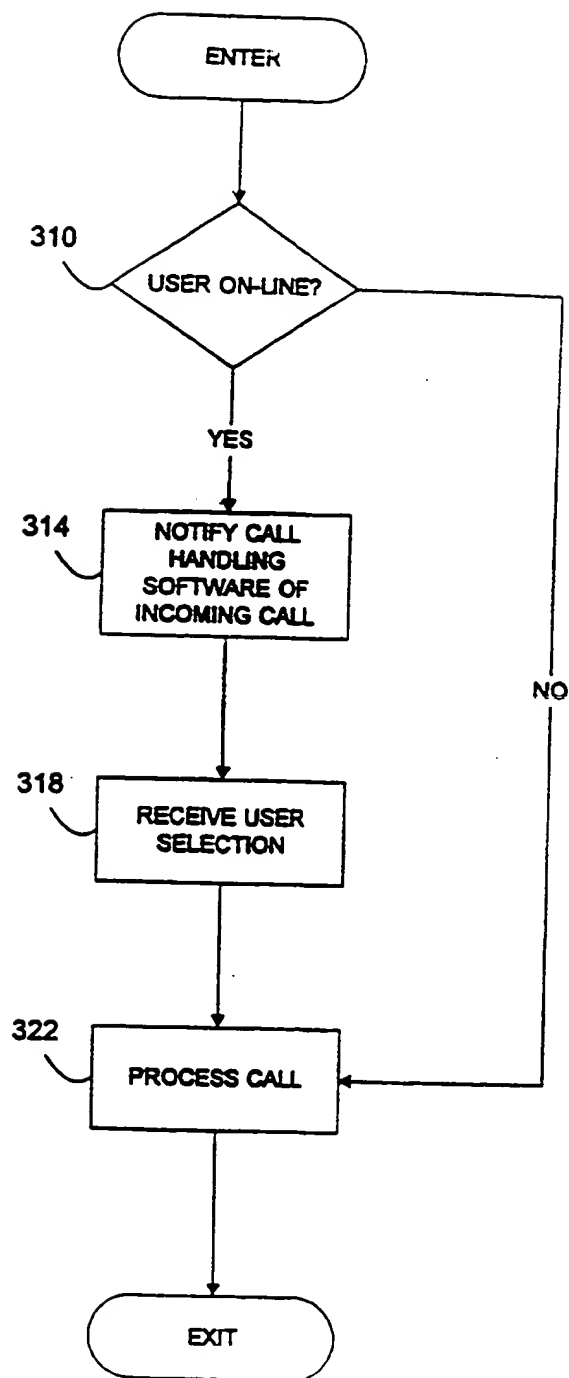 ENTER
310
USER ON-LINE?
YES
314
NOTIFY CALL
HANDLING
SOFTWARE OF
INCOMING CALL
NO
318
RECEIVE USER
SELECTION
322
PROCESS CALL
EXIT